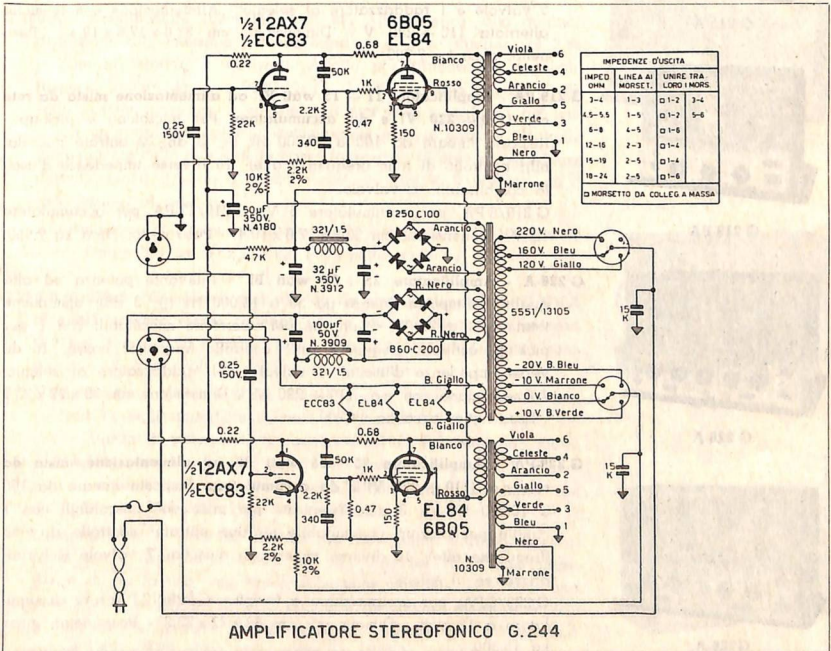 ½12AX7
½ECC83
6BQ5
EL84
0.22
0.68
50K
1K
Bianco
Rosso
Viola
6
Celeste
4
Arancio
2
Giallo
5
Verde
3
Bleu
1
Nero
Marrone
N.10309
0.25
150V.
22K
2.2K
340
0.47
150
10K
2%
2.2K
2%
IMPEDENZE D'USCITA
IMPED. OHM LINEA AI MORSET. UNIRE TRA LORO I MORS.
3-4 1-3 □1-2 3-4
4.5-5.5 1-5 □1-2 5-6
6-8 4-5 □1-6
12-15 2-3 □1-4
15-19 2-5 □1-4
18-24 2-5 □1-6
□ MORSETTO DA COLLEG. A MASSA
50µF
350V.
N.4180
47K
321/15
32 µF
350V
N.3912
B250C100
Arancio
Arancio
R. Nero
R. Nero
B60-C200
100µF
50V
N.3909
321/15
220 V. Nero
160V. Bleu
120 V. Giallo
5551/13105
15
K
-20V. B.Bleu
-10V. Marrone
0V. Bianco
+10V. B.Verde
15
K
B. Giallo
B. Giallo
ECC83
EL84
EL84
0.25
150V.
0.22
½12AX7
½ECC83
0.68
50K
1K
Bianco
Rosso
22K
2.2K
340
0.47
150
2.2K
2%
10K
2%
EL84
6BQ5
N.
10309
Viola
6
Celeste
4
Arancio
2
Giallo
5
Verde
3
Bleu
1
Nero
Marrone
AMPLIFICATORE STEREOFONICO G.244